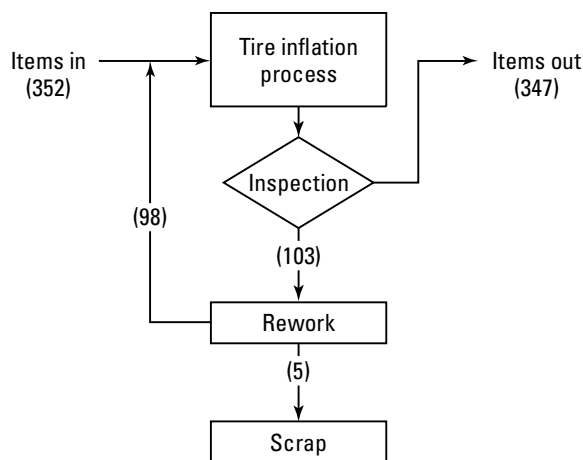 Tire inflation
process
Items in
(352)
Items out
(347)
Inspection
(98)
(103)
Rework
(5)
Scrap